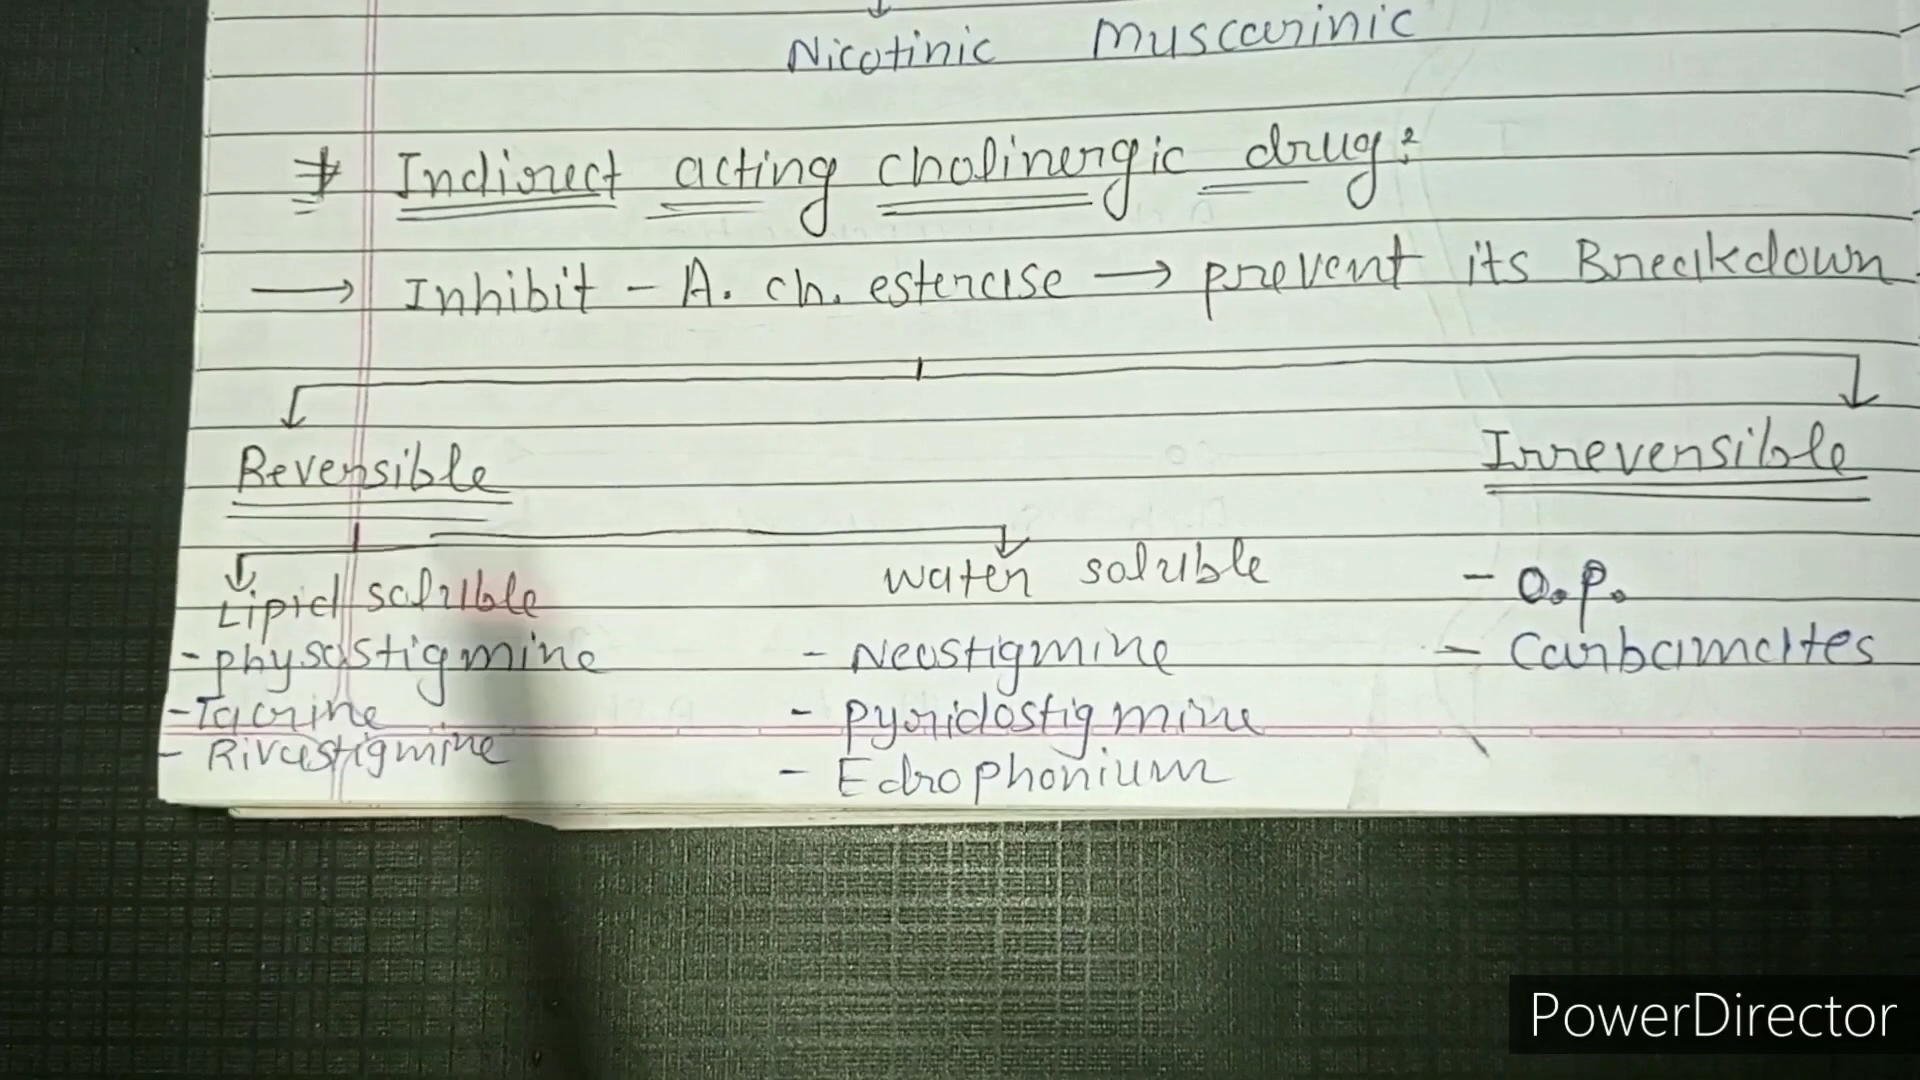 Nicotinic Muscarinic
⇒ Indirect acting cholinergic drug:
→ Inhibit - A. ch. esterase → prevent its Breakdown
Reversible Irreversible
Lipid soluble water soluble - O.P.
- physostigmine - Neostigmine - Carbamates
- Tacrine - pyridostigmine
- Rivastigmine - Edrophonium
PowerDirector